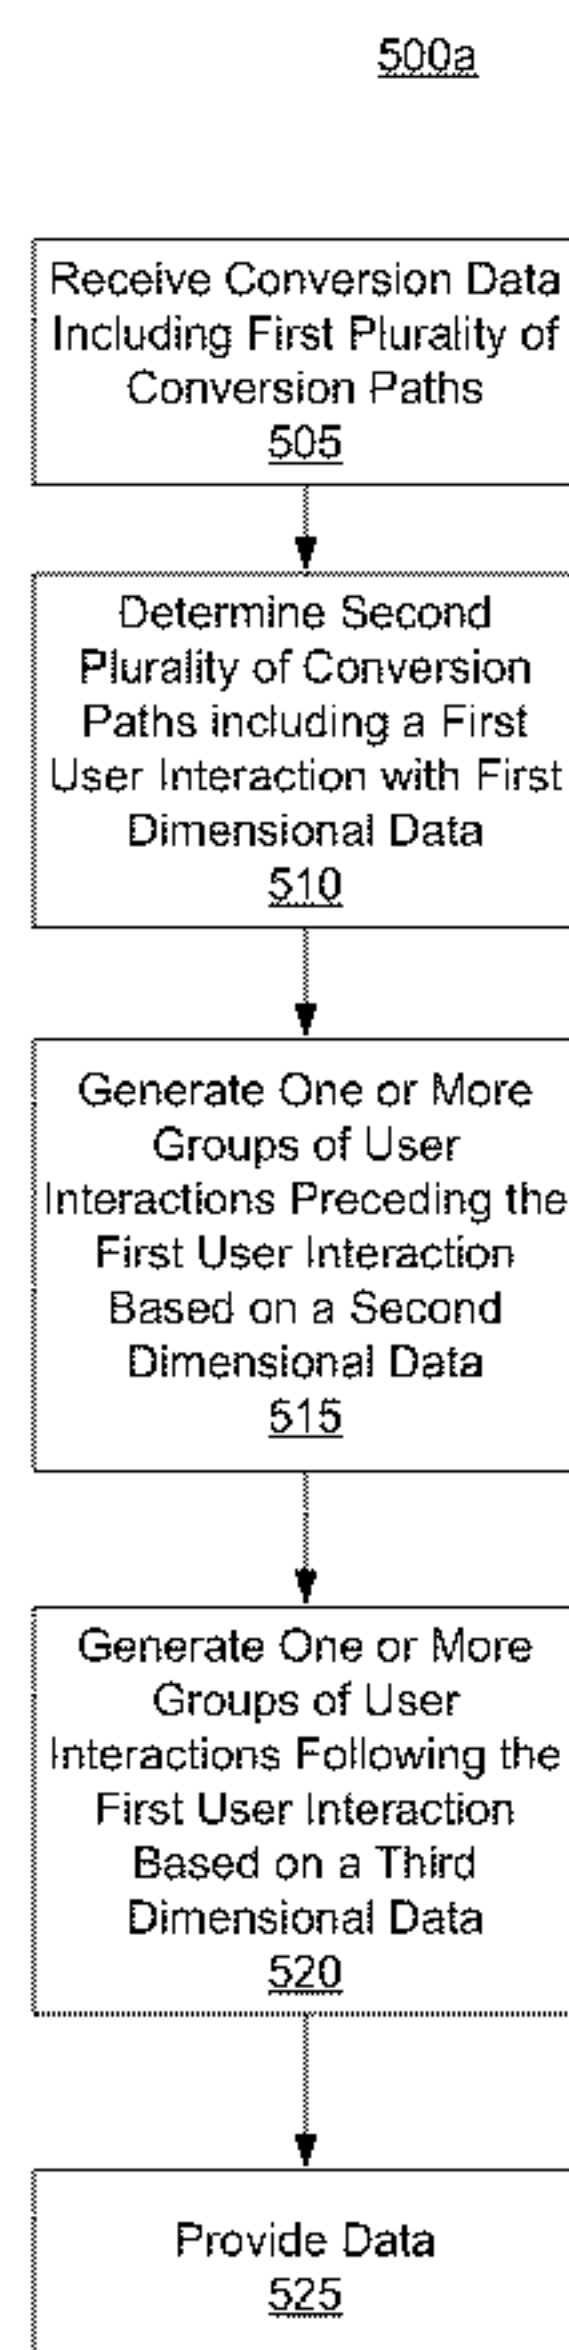 500a
Receive Conversion Data
Including First Plurality of
Conversion Paths
505
Determine Second
Plurality of Conversion
Paths including a First
User Interaction with First
Dimensional Data
510
Generate One or More
Groups of User
Interactions Preceding the
First User Interaction
Based on a Second
Dimensional Data
515
Generate One or More
Groups of User
Interactions Following the
First User Interaction
Based on a Third
Dimensional Data
520
Provide Data
525